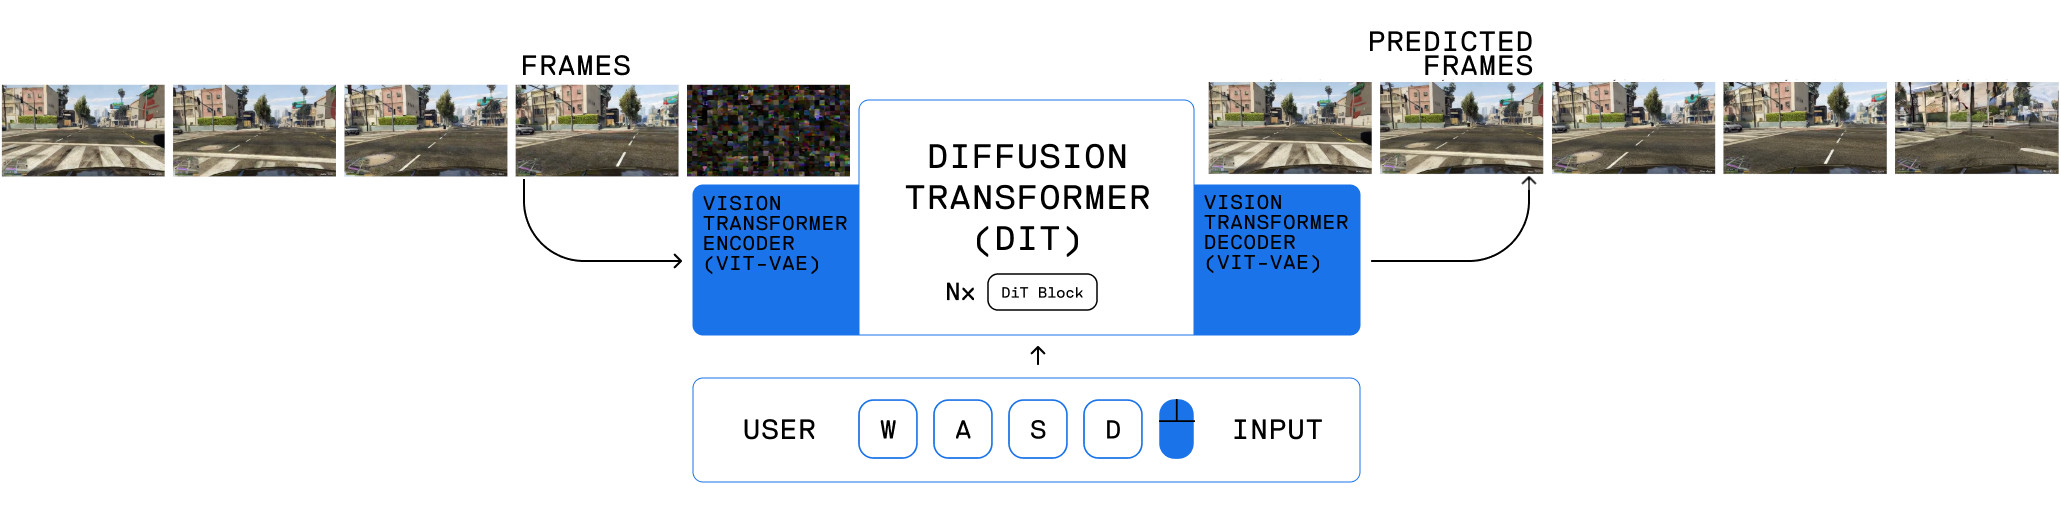 FRAMES
PREDICTED
FRAMES
VISION
TRANSFORMER
ENCODER
(VIT-VAE)
DIFFUSION
TRANSFORMER
(DIT)
Nx DiT Block
VISION
TRANSFORMER
DECODER
(VIT-VAE)
USER W A S D INPUT